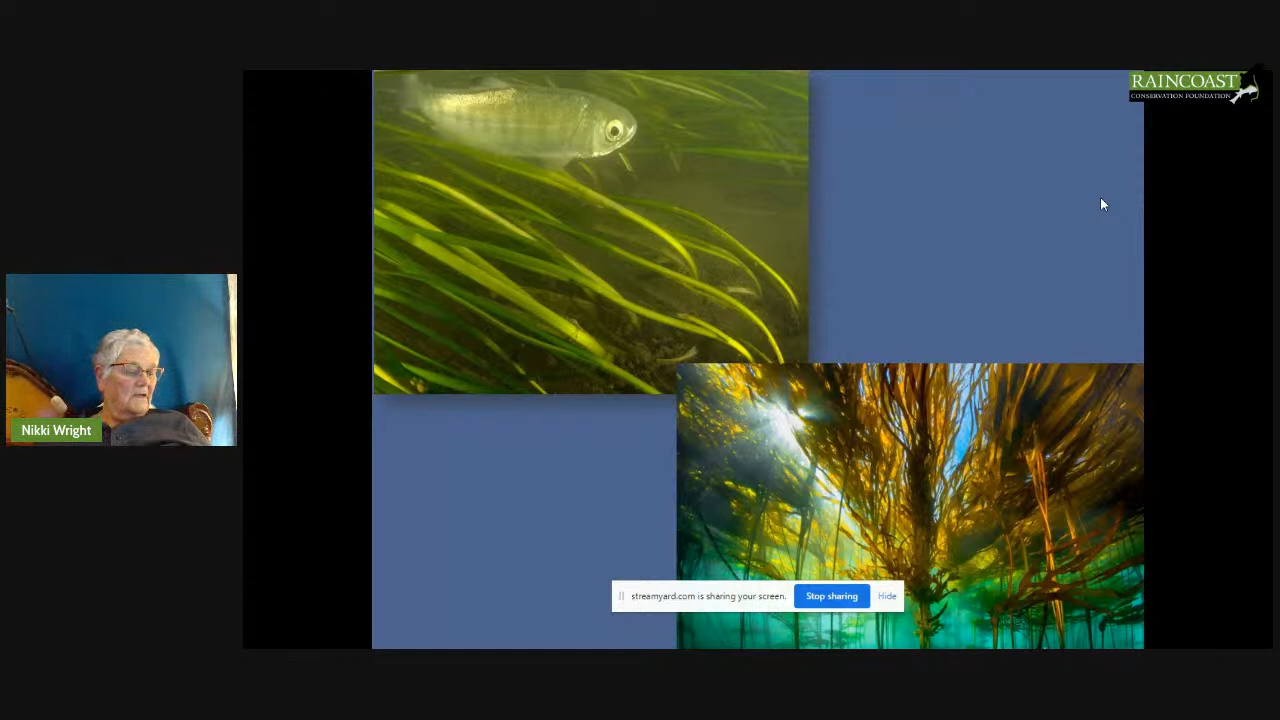 RAINCOAST
CONSERVATION FOUNDATION
Nikki Wright
streamyard.com is sharing your screen. Stop sharing Hide